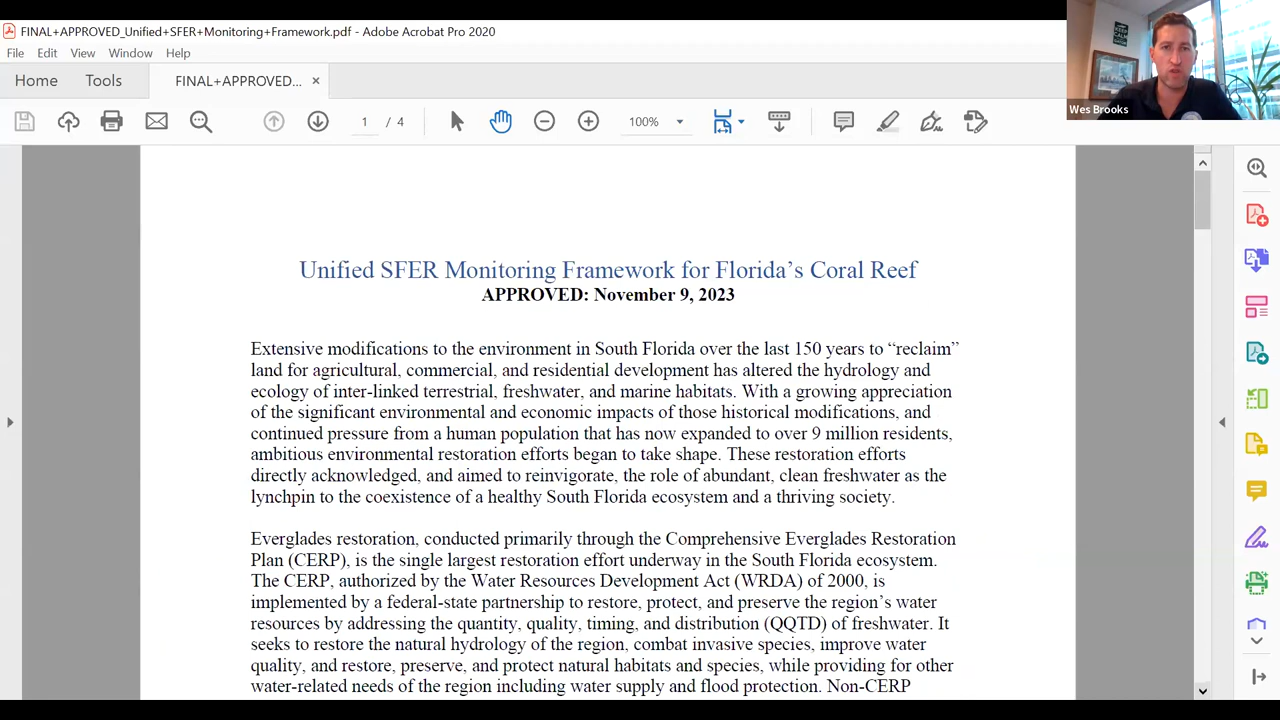 FINAL+APPROVED_Unified+SFER+Monitoring+Framework.pdf - Adobe Acrobat Pro 2020
File Edit View Window Help
Home Tools FINAL+APPROVED... ×
1 / 4 100%
KEEP CALM
Wes Brooks
Unified SFER Monitoring Framework for Florida’s Coral Reef
APPROVED: November 9, 2023
Extensive modifications to the environment in South Florida over the last 150 years to “reclaim”
land for agricultural, commercial, and residential development has altered the hydrology and
ecology of inter-linked terrestrial, freshwater, and marine habitats. With a growing appreciation
of the significant environmental and economic impacts of those historical modifications, and
continued pressure from a human population that has now expanded to over 9 million residents,
ambitious environmental restoration efforts began to take shape. These restoration efforts
directly acknowledged, and aimed to reinvigorate, the role of abundant, clean freshwater as the
lynchpin to the coexistence of a healthy South Florida ecosystem and a thriving society.
Everglades restoration, conducted primarily through the Comprehensive Everglades Restoration
Plan (CERP), is the single largest restoration effort underway in the South Florida ecosystem.
The CERP, authorized by the Water Resources Development Act (WRDA) of 2000, is
implemented by a federal-state partnership to restore, protect, and preserve the region’s water
resources by addressing the quantity, quality, timing, and distribution (QQTD) of freshwater. It
seeks to restore the natural hydrology of the region, combat invasive species, improve water
quality, and restore, preserve, and protect natural habitats and species, while providing for other
water-related needs of the region including water supply and flood protection. Non-CERP